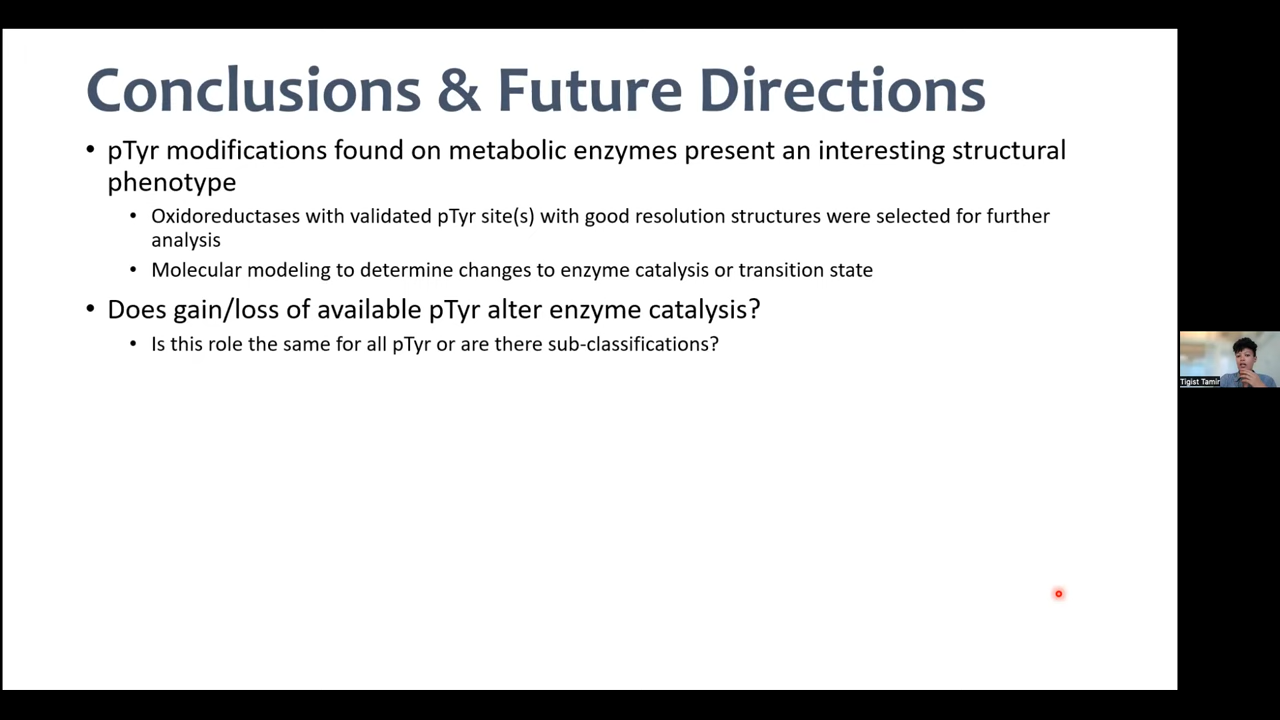 Conclusions & Future Directions
• pTyr modifications found on metabolic enzymes present an interesting structural
phenotype
• Oxidoreductases with validated pTyr site(s) with good resolution structures were selected for further
analysis
• Molecular modeling to determine changes to enzyme catalysis or transition state
• Does gain/loss of available pTyr alter enzyme catalysis?
• Is this role the same for all pTyr or are there sub-classifications?
Tigist Tamir